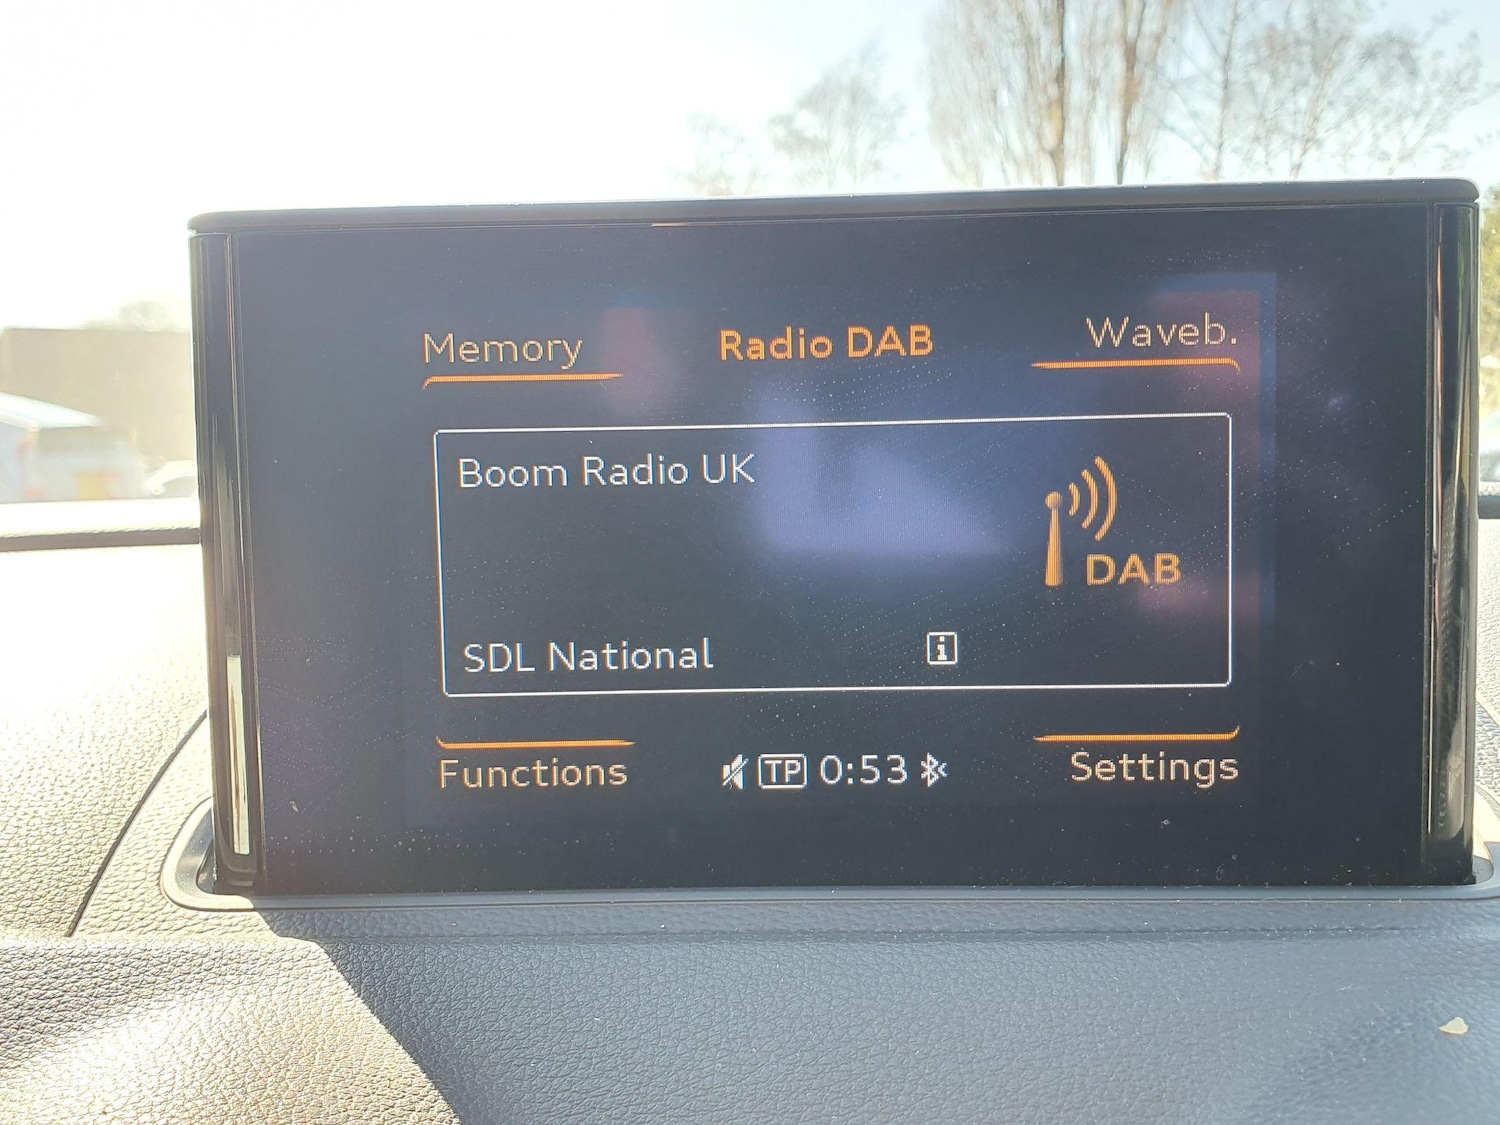 Memory
Radio DAB
Waveb.
Boom Radio UK
DAB
SDL National
i
Functions
TP 0:53
Settings